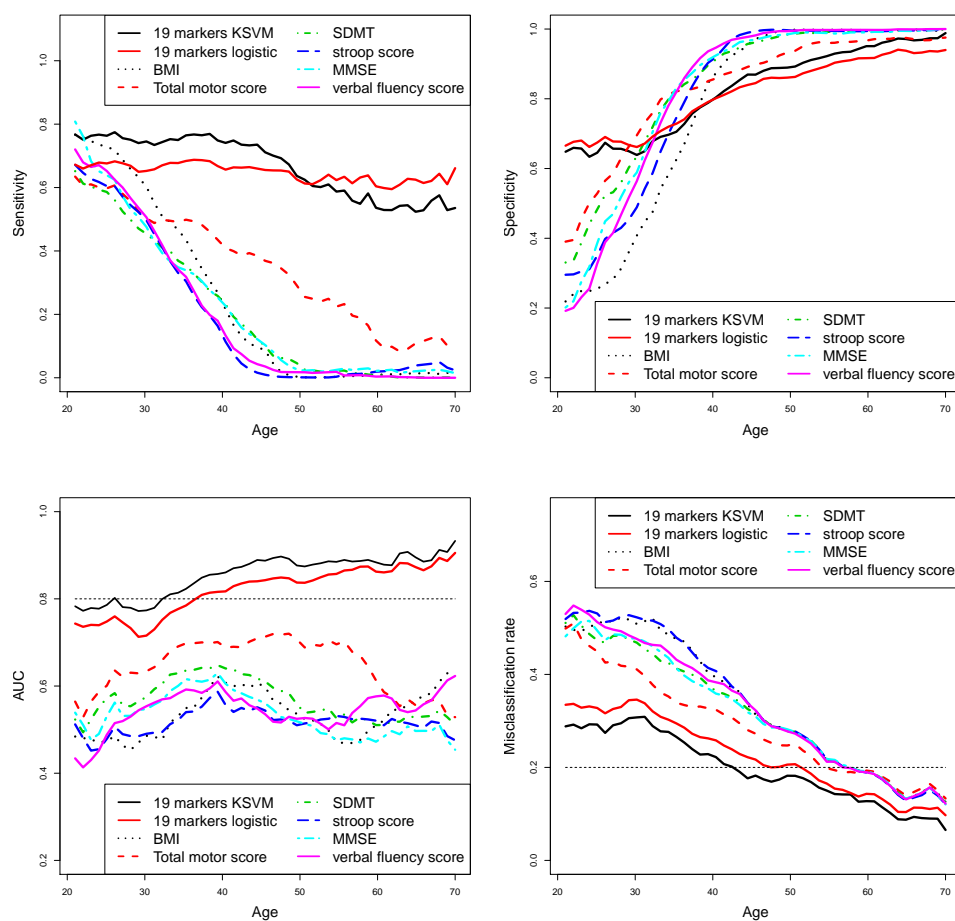 19 markers KSVM
19 markers logistic
BMI
Total motor score
SDMT
stroop score
MMSE
verbal fluency score
Sensitivity
0.0
0.2
0.4
0.6
0.8
1.0
20 30 40 50 60 70
Age
19 markers KSVM
19 markers logistic
BMI
Total motor score
SDMT
stroop score
MMSE
verbal fluency score
Specificity
0.0
0.2
0.4
0.6
0.8
1.0
20 30 40 50 60 70
Age
19 markers KSVM
19 markers logistic
BMI
Total motor score
SDMT
stroop score
MMSE
verbal fluency score
AUC
0.2
0.4
0.6
0.8
1.0
20 30 40 50 60 70
Age
19 markers KSVM
19 markers logistic
BMI
Total motor score
SDMT
stroop score
MMSE
verbal fluency score
Misclassification rate
0.0
0.2
0.4
0.6
20 30 40 50 60 70
Age